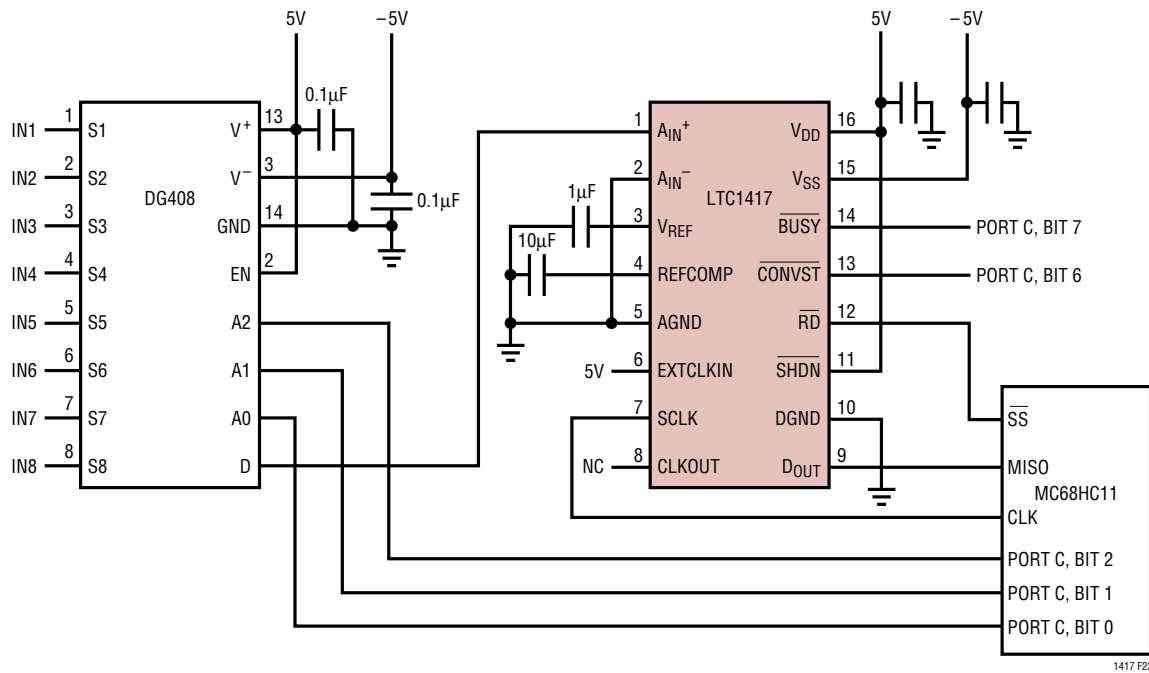 5V
−5V
5V
−5V
0.1µF
IN1 1 S1
V+ 13
IN2 2 S2
V− 3
0.1µF
IN3 3 S3
DG408
GND 14
IN4 4 S4
EN 2
IN5 5 S5
A2
IN6 6 S6
A1
IN7 7 S7
A0
IN8 8 S8
D
1 AIN+
VDD 16
2 AIN−
VSS 15
LTC1417
1µF
3 VREF
BUSY 14
PORT C, BIT 7
10µF
4 REFCOMP
CONVST 13
PORT C, BIT 6
5 AGND
RD 12
5V 6 EXTCLKIN
SHDN 11
7 SCLK
DGND 10
NC 8 CLKOUT
DOUT 9
SS
MISO
MC68HC11
CLK
PORT C, BIT 2
PORT C, BIT 1
PORT C, BIT 0
1417 F23